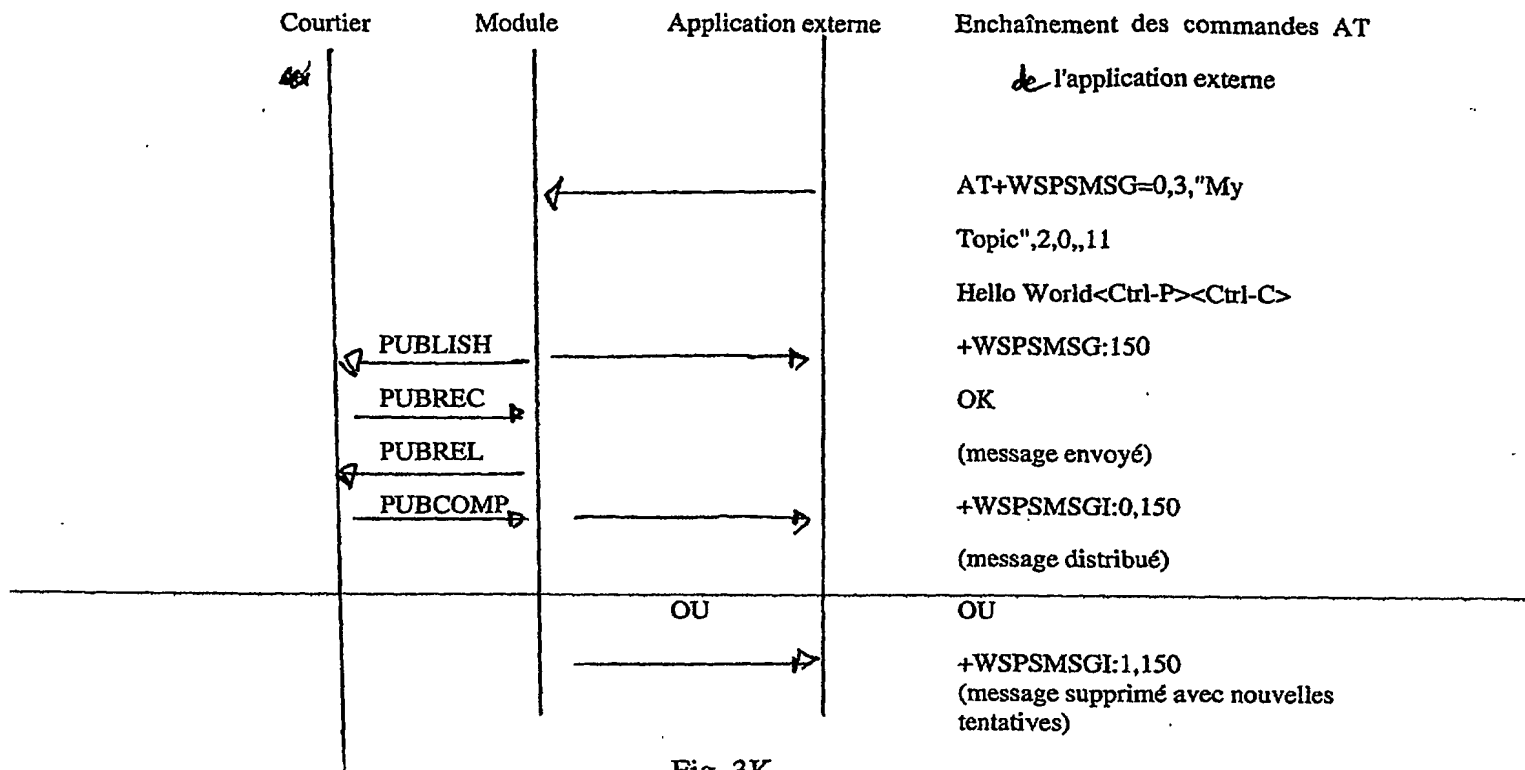 Courtier Module Application externe Enchaînement des commandes AT
de l'application externe
AT+WSPSMSG=0,3,"My
Topic",2,0,,11
Hello World<Ctrl-P><Ctrl-C>
PUBLISH +WSPSMSG:150
PUBREC OK
PUBREL (message envoyé)
PUBCOMP +WSPSMSGI:0,150
(message distribué)
OU OU
+WSPSMSGI:1,150
(message supprimé avec nouvelles
tentatives)
Fig. 3K